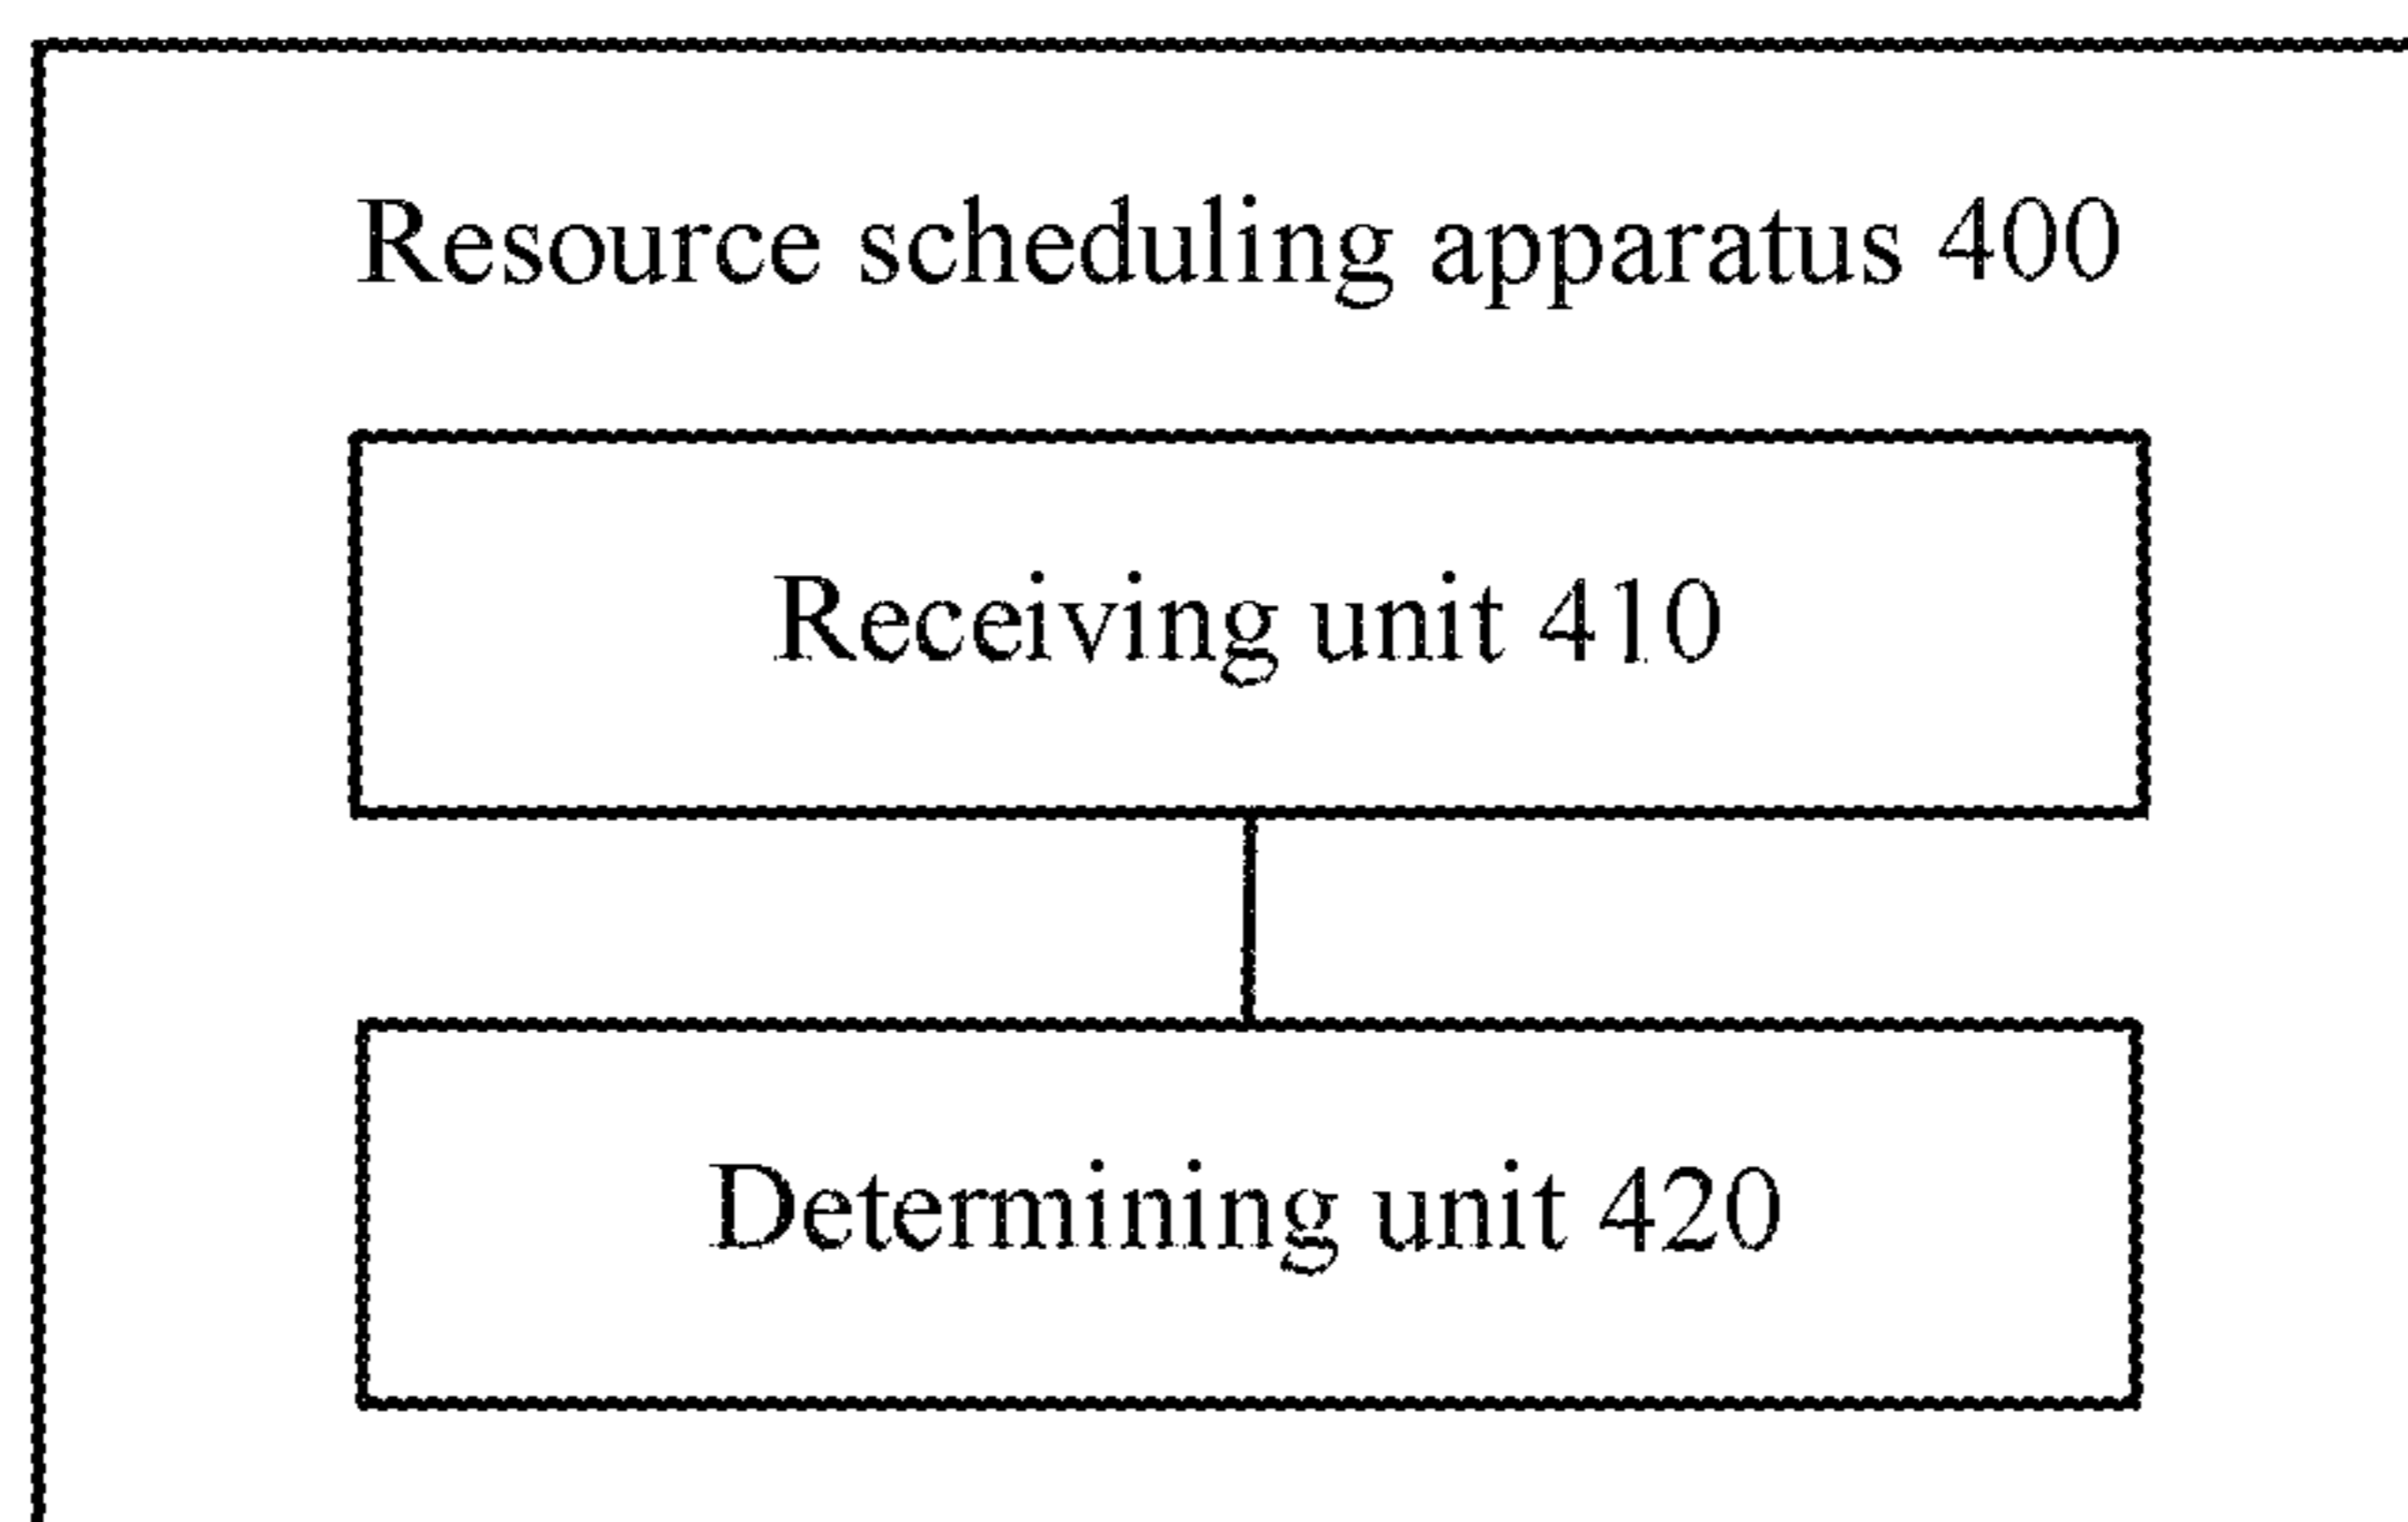 Resource scheduling apparatus 400
Receiving unit 410
Determining unit 420